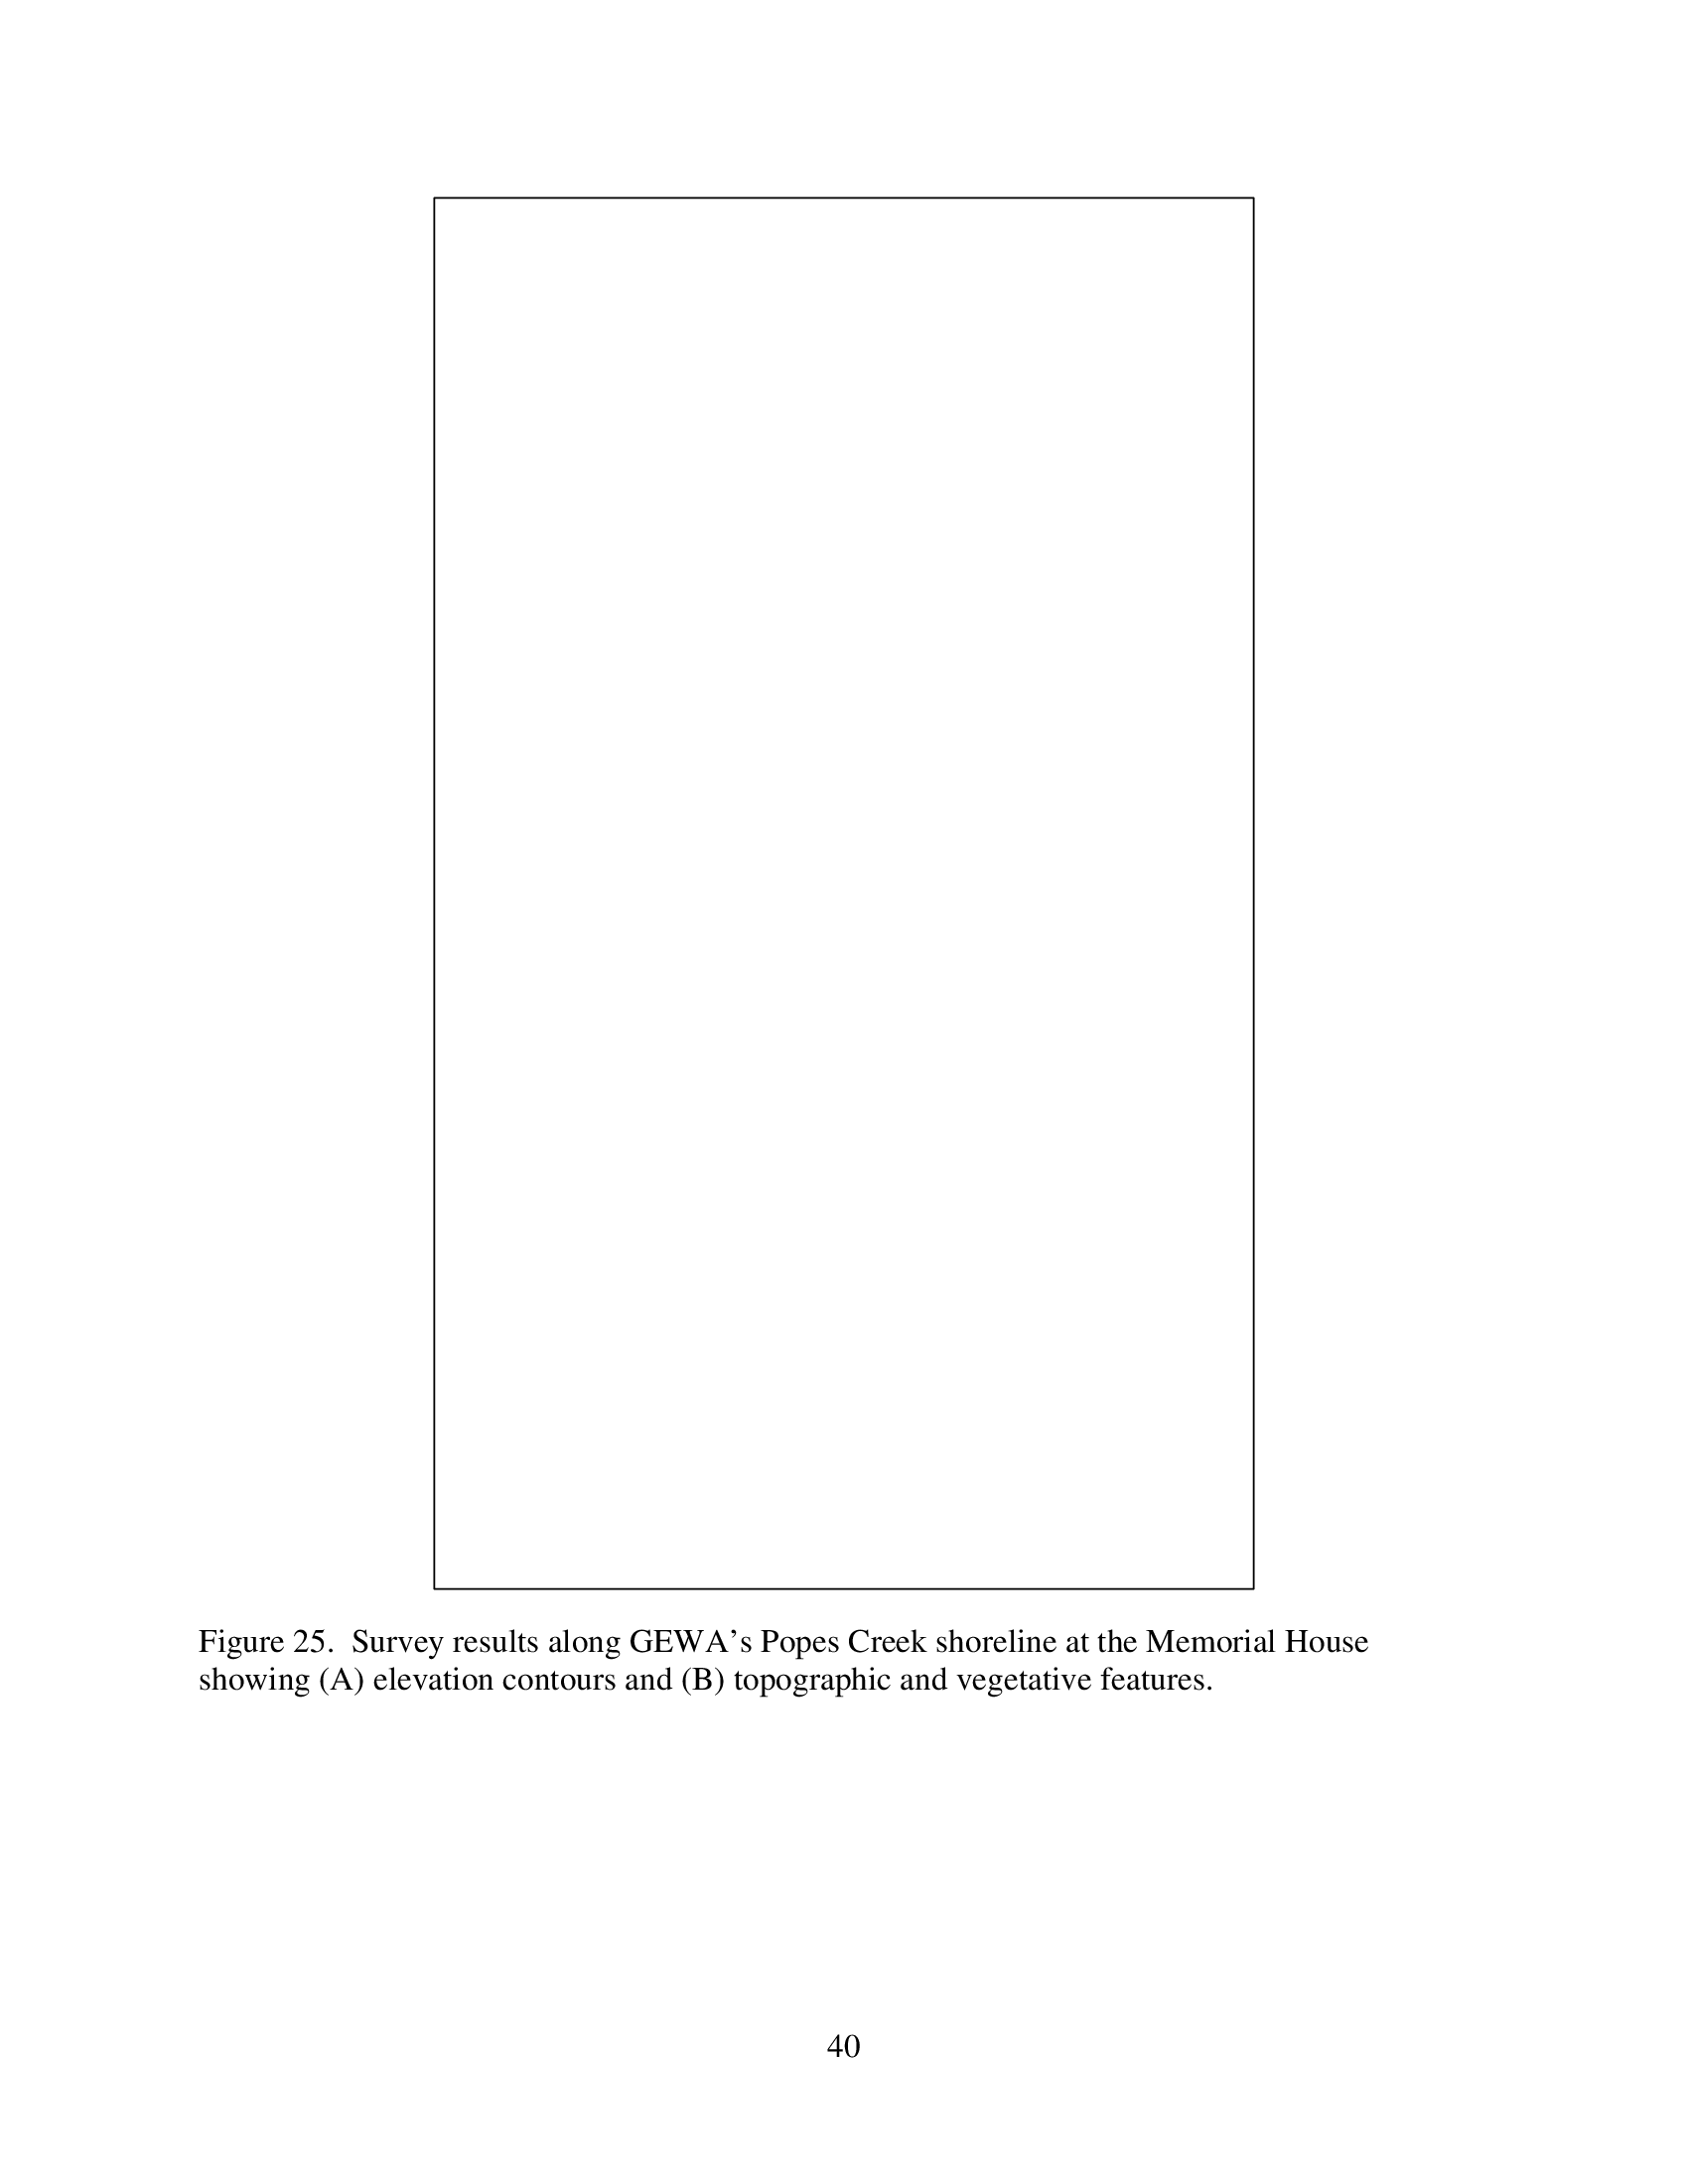 Figure 25.  Survey results along GEWA’s Popes Creek shoreline at the Memorial House
showing (A) elevation contours and (B) topographic and vegetative features.
40